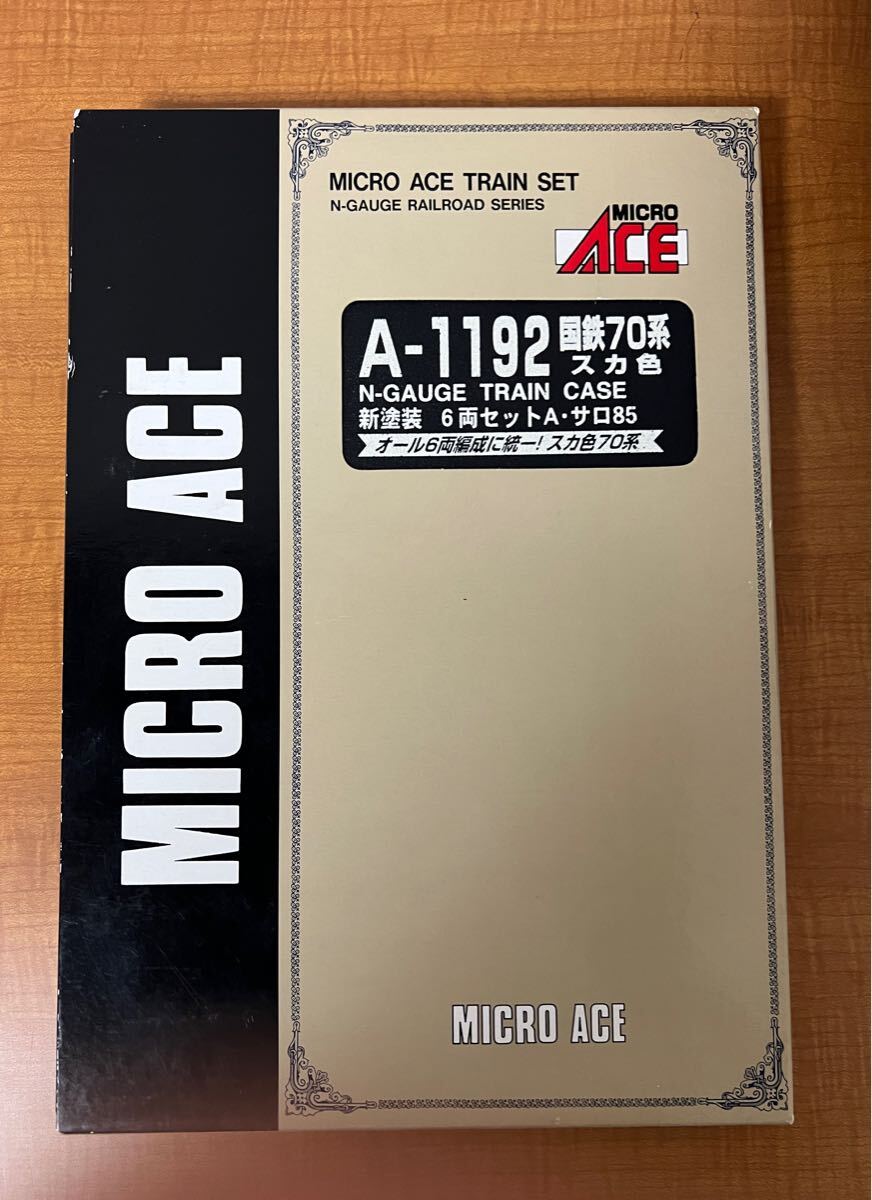 MICRO ACE TRAIN SET
N-GAUGE RAILROAD SERIES
MICRO
ACE
A-1192 国鉄70系
スカ色
N-GAUGE TRAIN CASE
新塗装 6両セットA・サロ85
オール6両編成に統一!スカ色70系
MICRO ACE
MICRO ACE